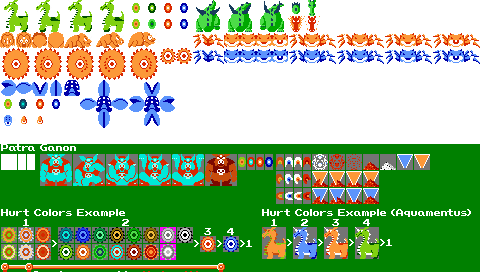 Patra Ganon
Hurt Colors Example
1 2 3 4 1
Hurt Colors Example (Aquamentus)
1 2 3 4 1